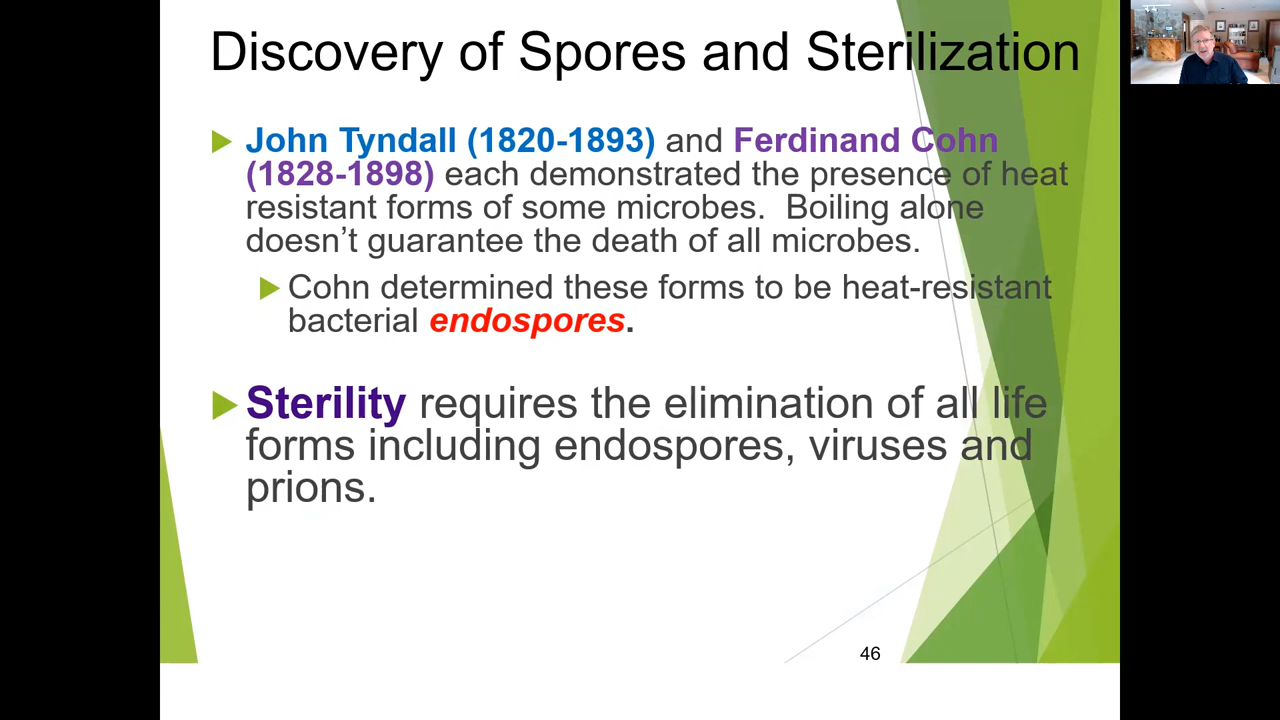 Discovery of Spores and Sterilization
John Tyndall (1820-1893) and Ferdinand Cohn
(1828-1898) each demonstrated the presence of heat
resistant forms of some microbes.  Boiling alone
doesn’t guarantee the death of all microbes.
Cohn determined these forms to be heat-resistant
bacterial endospores.
Sterility requires the elimination of all life
forms including endospores, viruses and
prions.
46